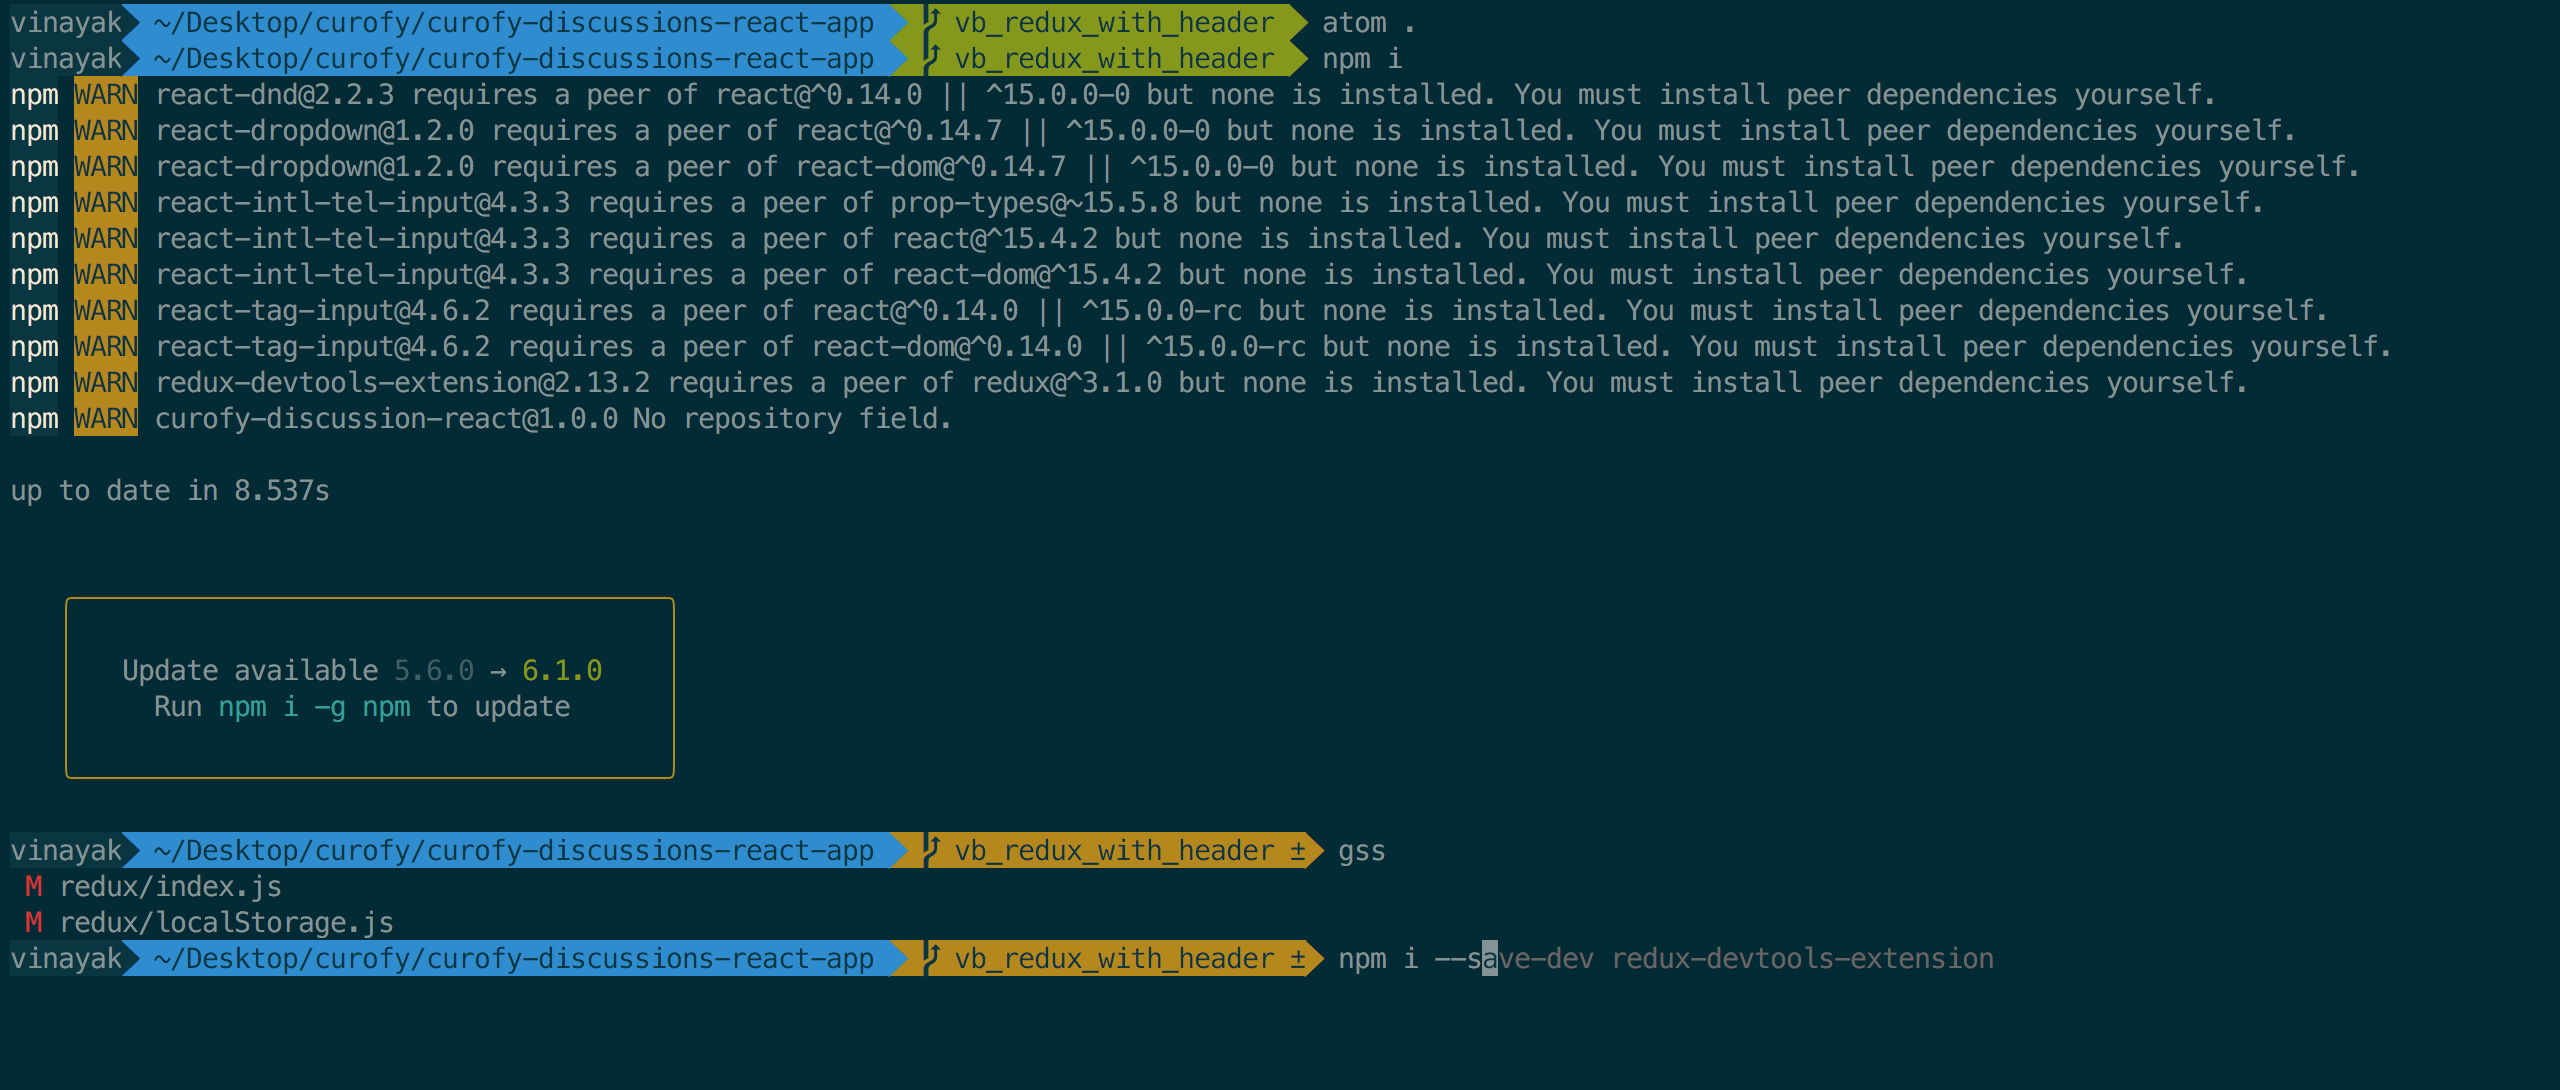 vinayak ~/Desktop/curofy/curofy-discussions-react-app vb_redux_with_header atom .
vinayak ~/Desktop/curofy/curofy-discussions-react-app vb_redux_with_header npm i
npm WARN react-dnd@2.2.3 requires a peer of react@^0.14.0 || ^15.0.0-0 but none is installed. You must install peer dependencies yourself.
npm WARN react-dropdown@1.2.0 requires a peer of react@^0.14.7 || ^15.0.0-0 but none is installed. You must install peer dependencies yourself.
npm WARN react-dropdown@1.2.0 requires a peer of react-dom@^0.14.7 || ^15.0.0-0 but none is installed. You must install peer dependencies yourself.
npm WARN react-intl-tel-input@4.3.3 requires a peer of prop-types@~15.5.8 but none is installed. You must install peer dependencies yourself.
npm WARN react-intl-tel-input@4.3.3 requires a peer of react@^15.4.2 but none is installed. You must install peer dependencies yourself.
npm WARN react-intl-tel-input@4.3.3 requires a peer of react-dom@^15.4.2 but none is installed. You must install peer dependencies yourself.
npm WARN react-tag-input@4.6.2 requires a peer of react@^0.14.0 || ^15.0.0-rc but none is installed. You must install peer dependencies yourself.
npm WARN react-tag-input@4.6.2 requires a peer of react-dom@^0.14.0 || ^15.0.0-rc but none is installed. You must install peer dependencies yourself.
npm WARN redux-devtools-extension@2.13.2 requires a peer of redux@^3.1.0 but none is installed. You must install peer dependencies yourself.
npm WARN curofy-discussion-react@1.0.0 No repository field.
up to date in 8.537s
Update available 5.6.0 → 6.1.0
Run npm i -g npm to update
vinayak ~/Desktop/curofy/curofy-discussions-react-app vb_redux_with_header ± gss
M redux/index.js
M redux/localStorage.js
vinayak ~/Desktop/curofy/curofy-discussions-react-app vb_redux_with_header ± npm i --save-dev redux-devtools-extension